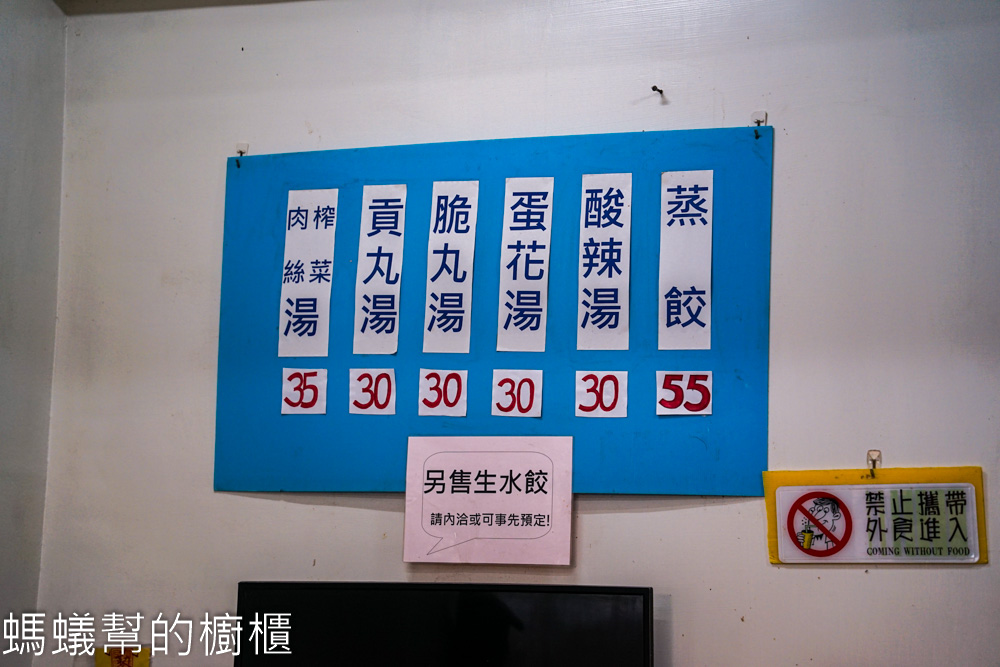 蒸餃
55
酸辣湯
30
蛋花湯
30
脆丸湯
30
貢丸湯
30
榨菜
肉絲
湯
35
另售生水餃
請內洽或可事先預定!
禁止攜帶
外食進入
COMING WITHOUT FOOD
螞蟻幫的櫥櫃